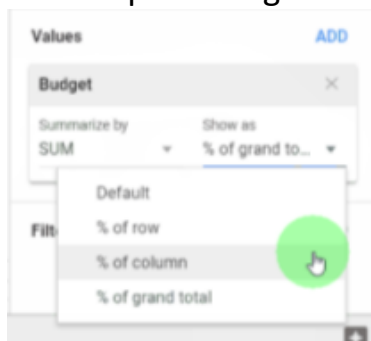 Values ADD
Budget
Summarize by Show as
SUM % of grand to...
Default
Filt
% of row
% of column
% of grand total